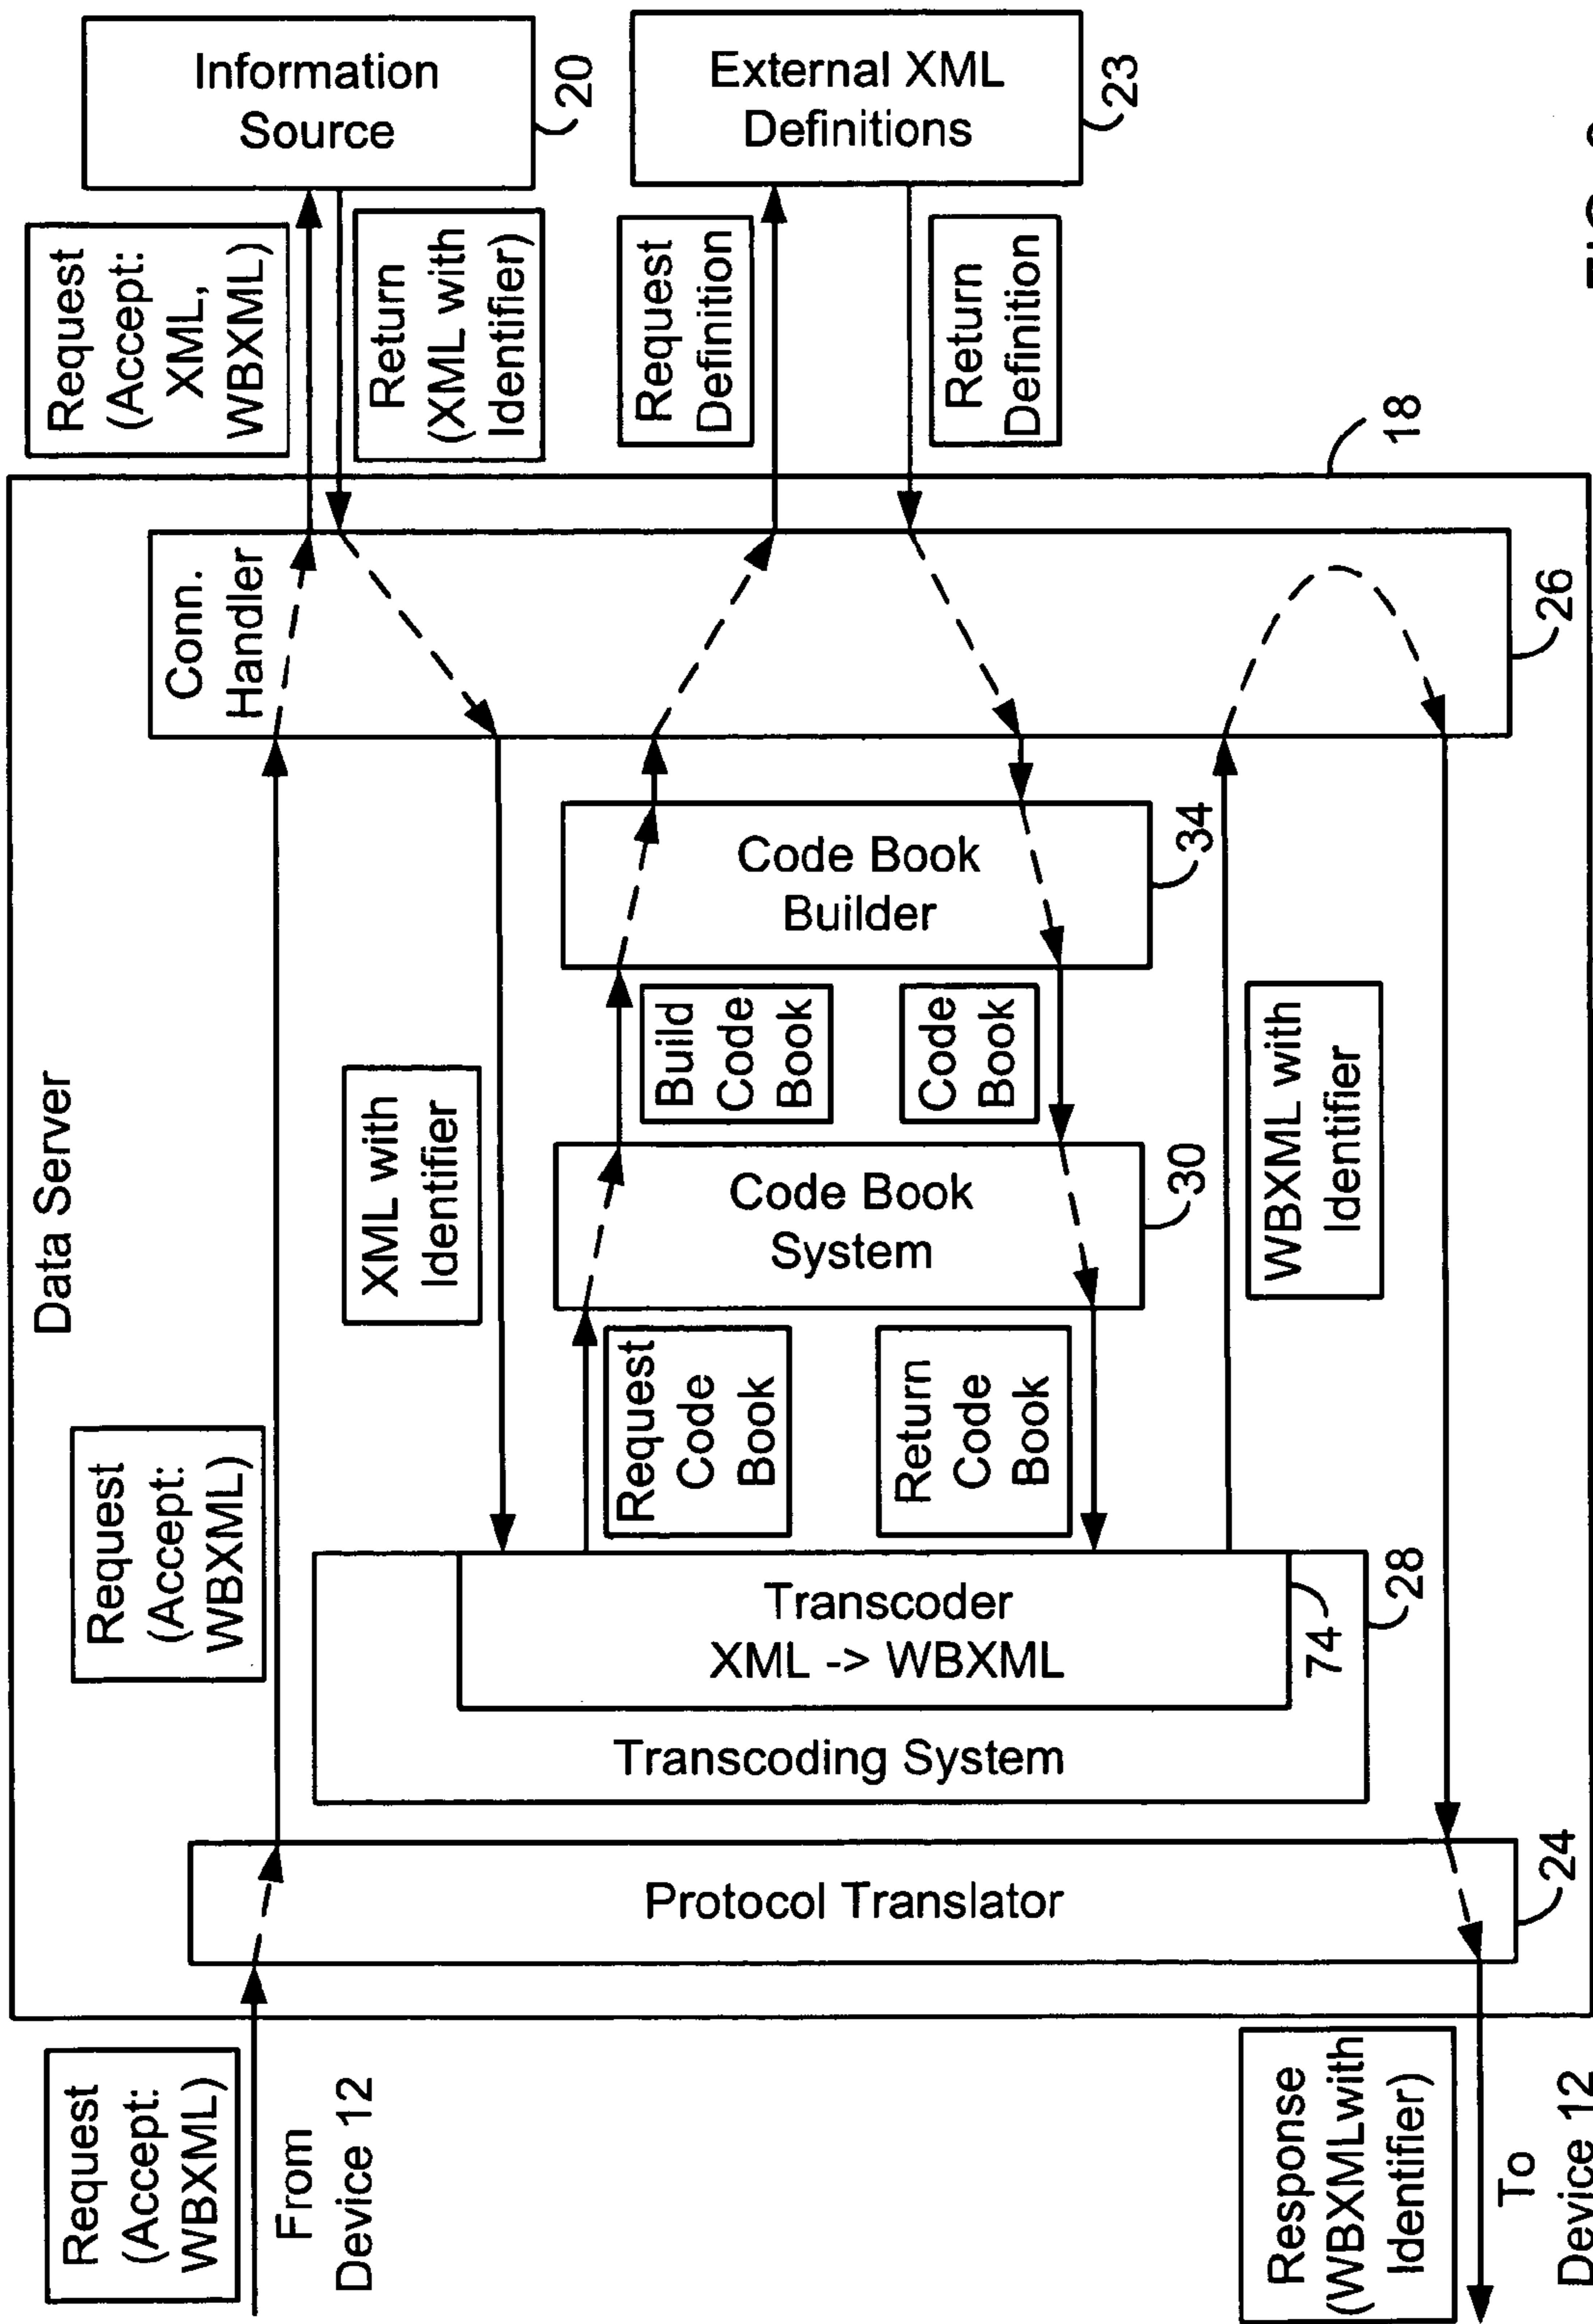 Data Server
Request
(Accept:
WBXML)
From
Device 12
Request
(Accept:
WBXML)
Request
(Accept:
XML,
WBXML)
Information
Source
20
Return
(XML with
Identifier)
Conn.
Handler
26
XML with
Identifier
Protocol Translator
24
Transcoding System
28
Transcoder
XML -> WBXML
74
Request
Code
Book
Return
Code
Book
Code Book
System
30
Build
Code
Book
Code
Book
Code Book
Builder
34
Request
Definition
External XML
Definitions
23
Return
Definition
18
WBXML with
Identifier
Response
(WBXMLwith
Identifier)
To
Device 12